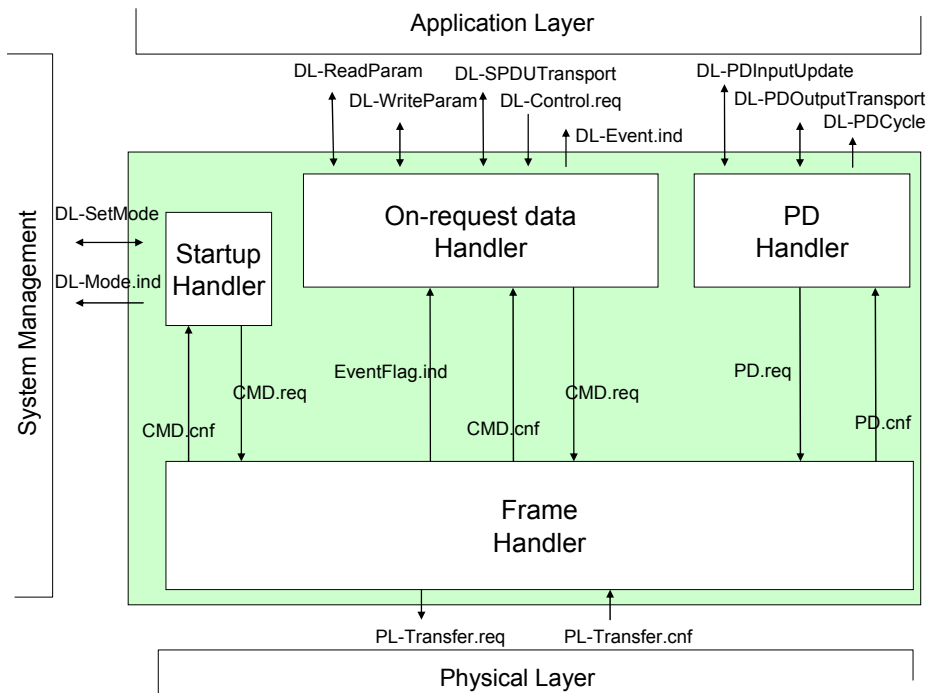 Application Layer
DL-ReadParam
DL-SPDUTransport
DL-PDInputUpdate
DL-WriteParam
DL-Control.req
DL-PDOutputTransport
DL-PDCycle
DL-Event.ind
System Management
DL-SetMode
DL-Mode.ind
Startup
Handler
On-request data
Handler
PD
Handler
EventFlag.ind
CMD.req
CMD.req
PD.req
CMD.cnf
CMD.cnf
PD.cnf
Frame
Handler
PL-Transfer.req
PL-Transfer.cnf
Physical Layer